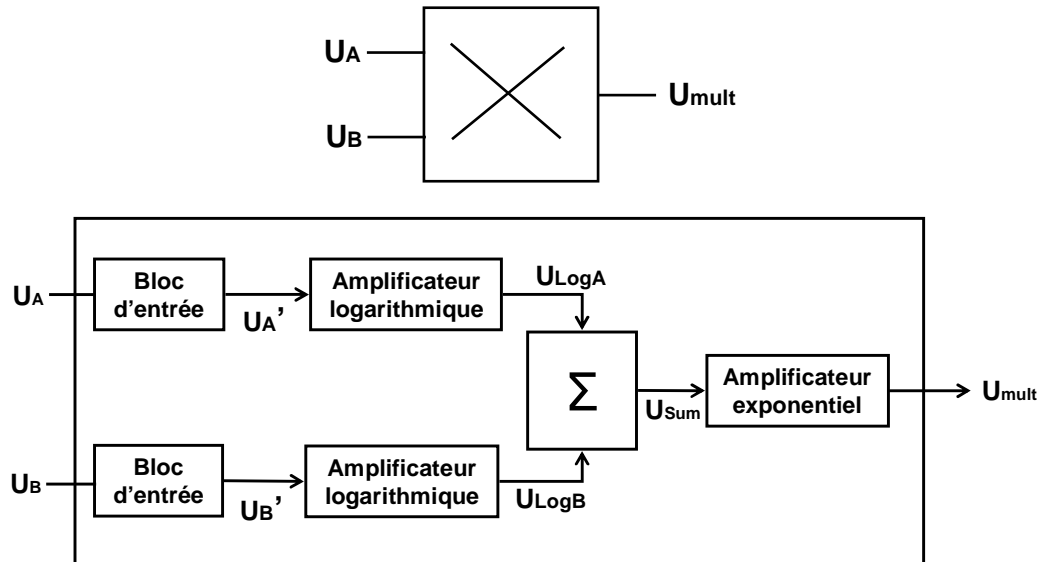 UA
UB
Umult
UA
Bloc
d’entrée
UA’
Amplificateur
logarithmique
ULogA
Σ
USum
Amplificateur
exponentiel
Umult
UB
Bloc
d’entrée
UB’
Amplificateur
logarithmique
ULogB